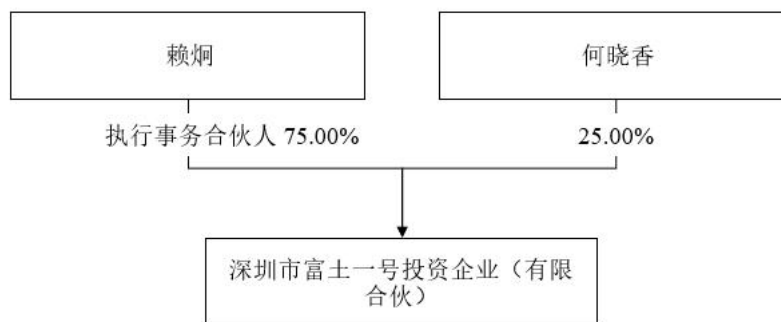 赖炯
何晓香
执行事务合伙人 75.00%
25.00%
深圳市富土一号投资企业（有限
合伙）